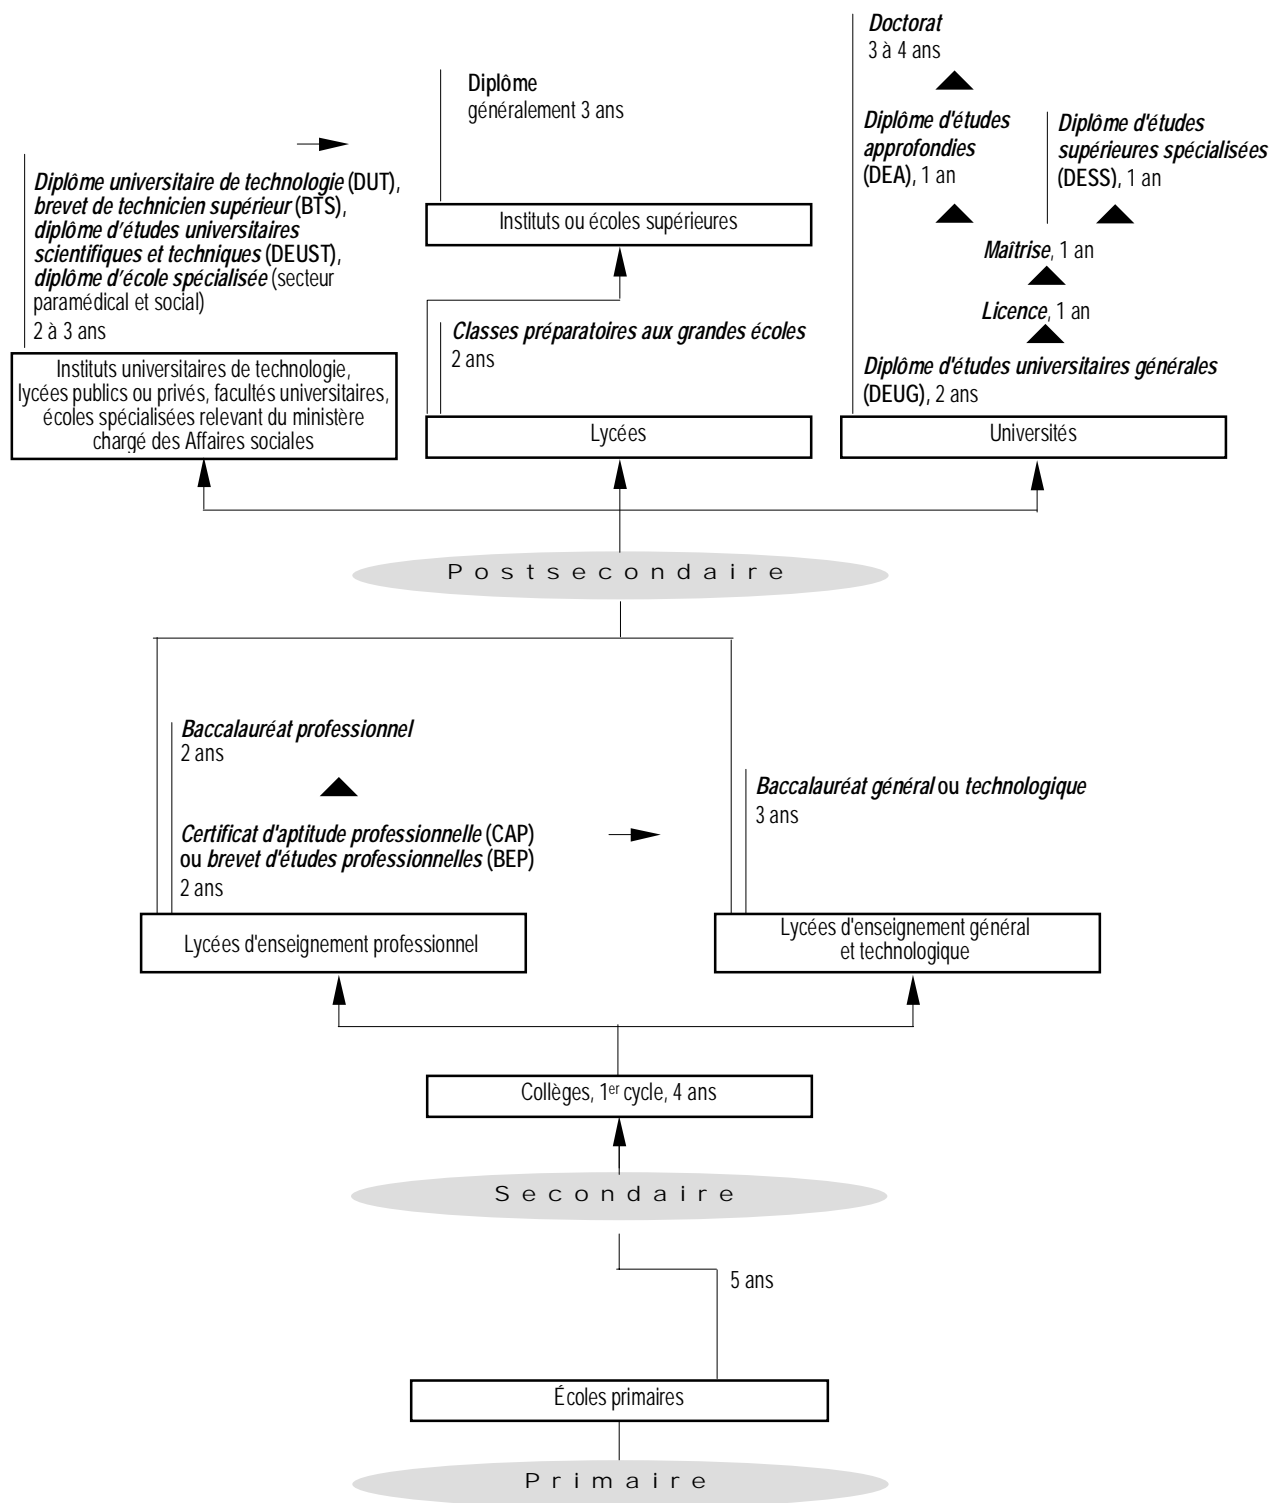 Doctorat
3 à 4 ans
Diplôme
généralement 3 ans
Diplôme d'études
approfondies
(DEA), 1 an
Diplôme d'études
supérieures spécialisées
(DESS), 1 an
Diplôme universitaire de technologie (DUT),
brevet de technicien supérieur (BTS),
diplôme d'études universitaires
scientifiques et techniques (DEUST),
diplôme d'école spécialisée (secteur
paramédical et social)
2 à 3 ans
Instituts ou écoles supérieures
Maîtrise, 1 an
Licence, 1 an
Classes préparatoires aux grandes écoles
2 ans
Diplôme d'études universitaires générales
(DEUG), 2 ans
Instituts universitaires de technologie,
lycées publics ou privés, facultés universitaires,
écoles spécialisées relevant du ministère
chargé des Affaires sociales
Lycées
Universités
Postsecondaire
Baccalauréat professionnel
2 ans
Certificat d'aptitude professionnelle (CAP)
ou brevet d'études professionnelles (BEP)
2 ans
Baccalauréat général ou technologique
3 ans
Lycées d'enseignement professionnel
Lycées d'enseignement général
et technologique
Collèges, 1er cycle, 4 ans
Secondaire
5 ans
Écoles primaires
Primaire